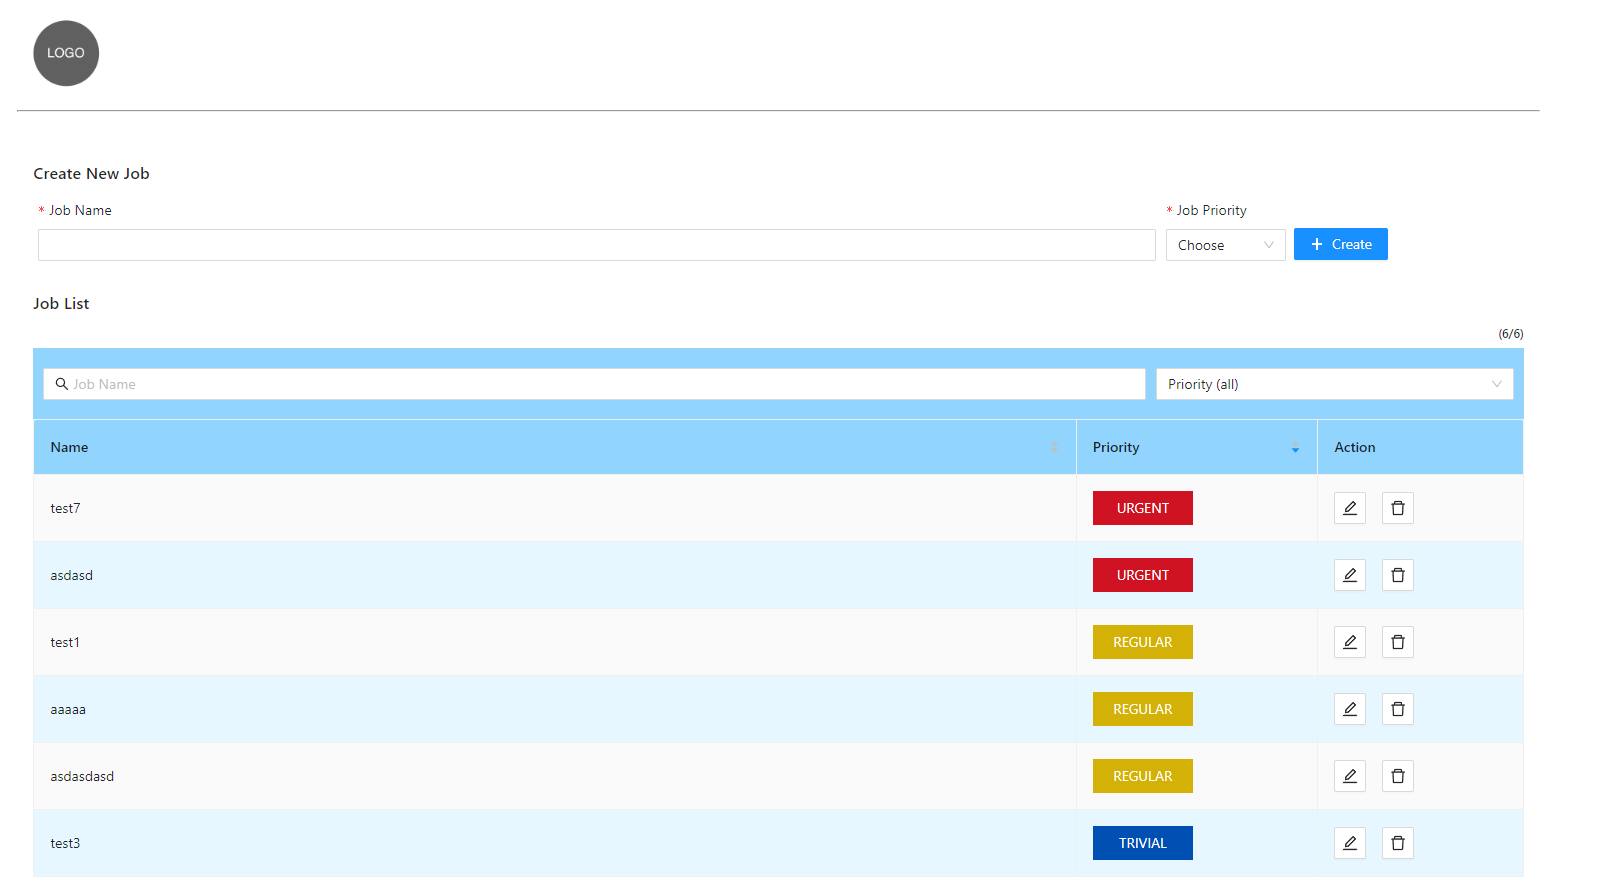 LOGO
Create New Job
* Job Name
* Job Priority
Choose
+ Create
Job List
(6/6)
Job Name
Priority (all)
Name Priority Action
test7 URGENT
asdasd URGENT
test1 REGULAR
aaaaa REGULAR
asdasdasd REGULAR
test3 TRIVIAL